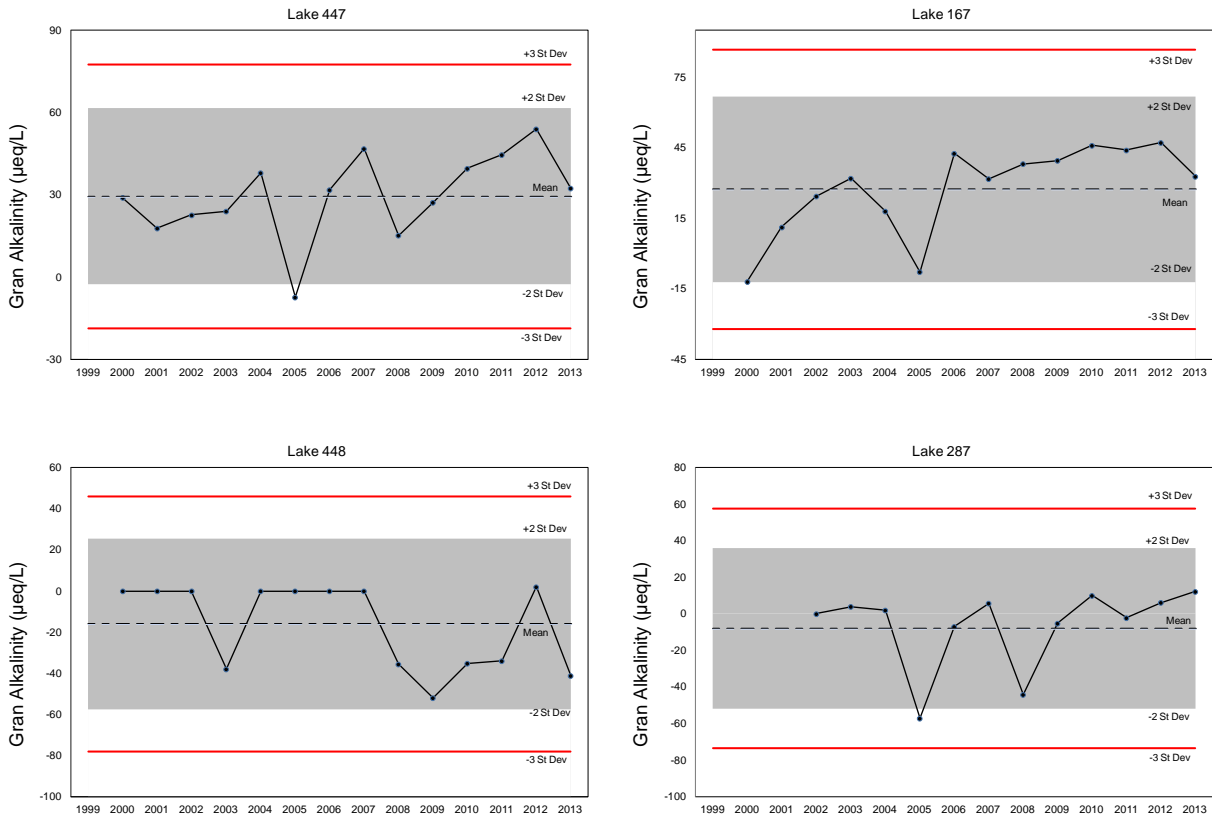 Lake 447
Gran Alkalinity (µeq/L)
90
60
30
0
-30
+3 St Dev
+2 St Dev
Mean
-2 St Dev
-3 St Dev
1999 2000 2001 2002 2003 2004 2005 2006 2007 2008 2009 2010 2011 2012 2013
Lake 167
Gran Alkalinity (µeq/L)
75
45
15
-15
-45
+3 St Dev
+2 St Dev
Mean
-2 St Dev
-3 St Dev
1999 2000 2001 2002 2003 2004 2005 2006 2007 2008 2009 2010 2011 2012 2013
Lake 448
Gran Alkalinity (µeq/L)
60
40
20
0
-20
-40
-60
-80
-100
+3 St Dev
+2 St Dev
Mean
-2 St Dev
-3 St Dev
1999 2000 2001 2002 2003 2004 2005 2006 2007 2008 2009 2010 2011 2012 2013
Lake 287
Gran Alkalinity (µeq/L)
80
60
40
20
0
-20
-40
-60
-80
-100
+3 St Dev
+2 St Dev
Mean
-2 St Dev
-3 St Dev
1999 2000 2001 2002 2003 2004 2005 2006 2007 2008 2009 2010 2011 2012 2013